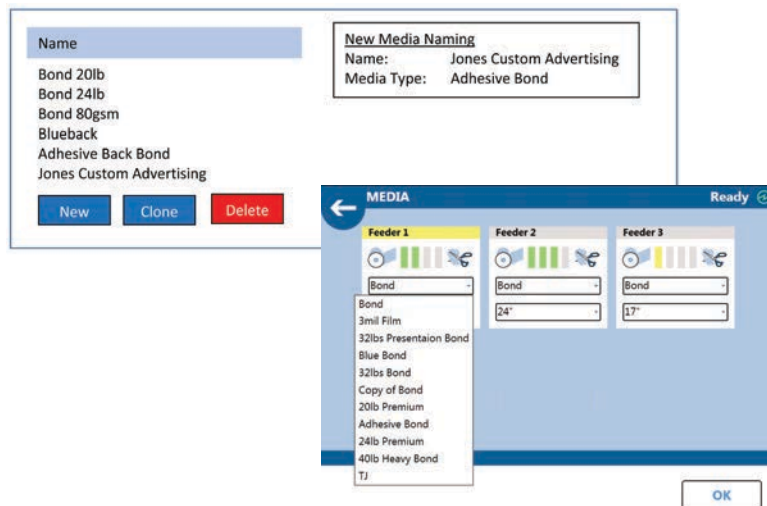 Name
Bond 20lb
Bond 24lb
Bond 80gsm
Blueback
Adhesive Back Bond
Jones Custom Advertising
New Clone Delete
New Media Naming
Name: Jones Custom Advertising
Media Type: Adhesive Bond
MEDIA Ready
Feeder 1 Feeder 2 Feeder 3
Bond Bond Bond
24" 17"
Bond
3mil Film
32lbs Presentaion Bond
Blue Bond
32lbs Bond
Copy of Bond
20lb Premium
Adhesive Bond
24lb Premium
40lb Heavy Bond
TJ
OK